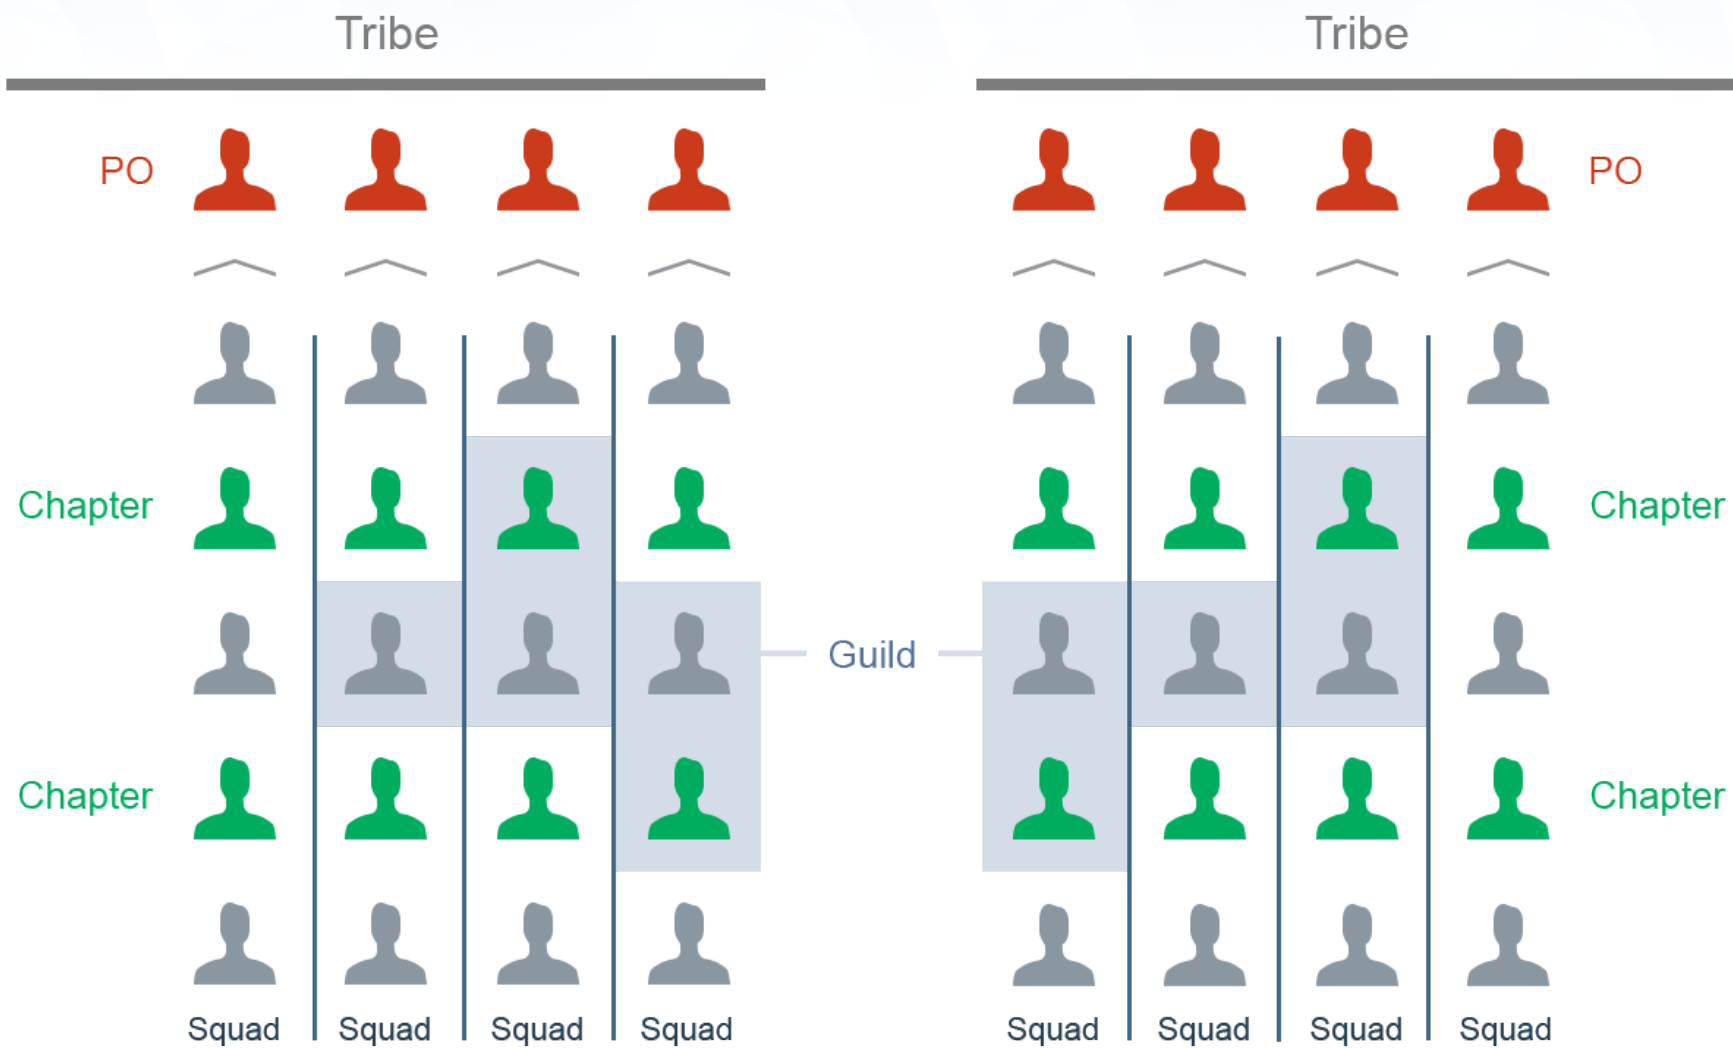 Tribe
Tribe
PO
PO
Chapter
Chapter
Guild
Chapter
Chapter
Squad
Squad
Squad
Squad
Squad
Squad
Squad
Squad